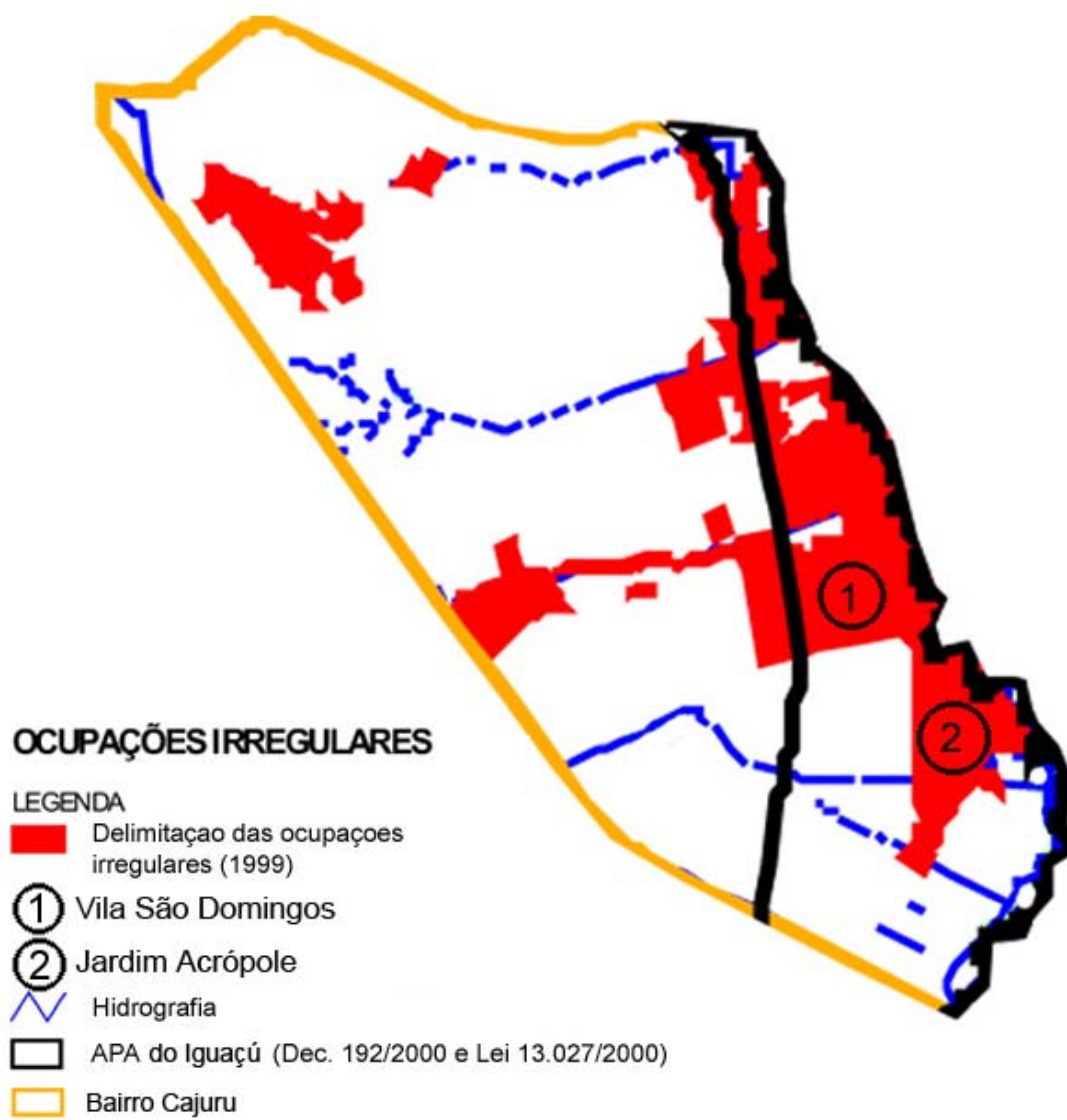 1
2
OCUPAÇÕES IRREGULARES
LEGENDA
Delimitaçao das ocupaçoes
irregulares (1999)
1 Vila São Domingos
2 Jardim Acrópole
Hidrografia
APA do Iguaçú (Dec. 192/2000 e Lei 13.027/2000)
Bairro Cajuru